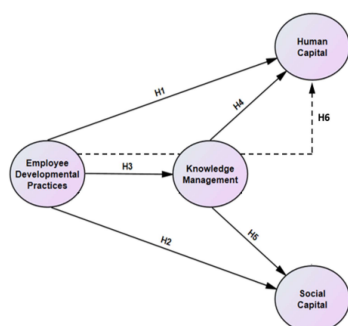 Human
Capital
H1
H4
H6
Employee
Developmental
Practices
H3
Knowledge
Management
H2
H5
Social
Capital